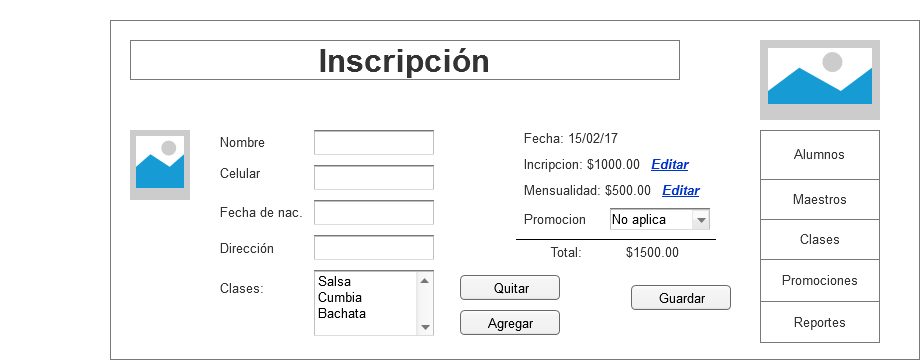 Inscripción
Nombre
Celular
Fecha de nac.
Dirección
Clases:
Salsa
Cumbia
Bachata
Quitar
Agregar
Fecha: 15/02/17
Incripcion: $1000.00 Editar
Mensualidad: $500.00 Editar
Promocion No aplica
Total: $1500.00
Guardar
Alumnos
Maestros
Clases
Promociones
Reportes